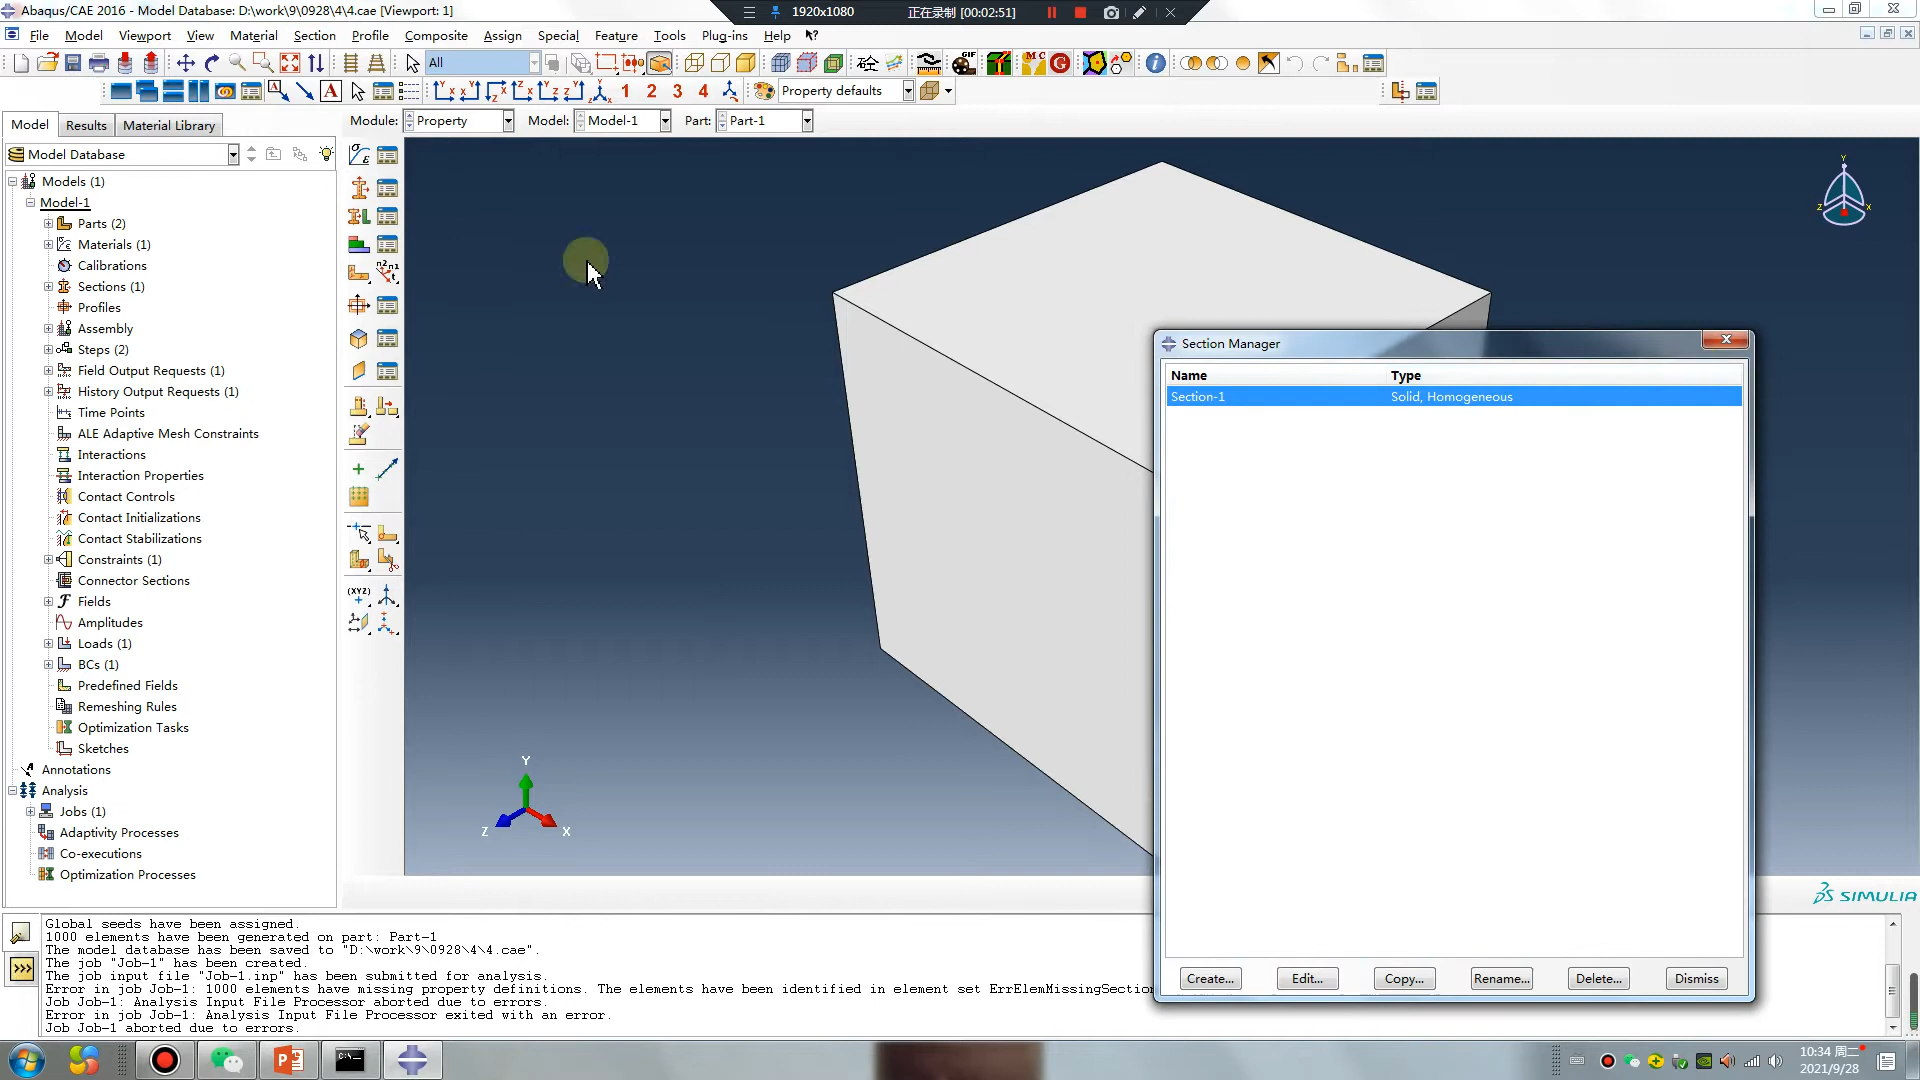 Abaqus/CAE 2016 - Model Database: D:\work\9\0928\4\4.cae [Viewport: 1]
1920x1080
正在录制 [00:02:51]
File Model Viewport View Material Section Profile Composite Assign Special Feature Tools Plug-ins Help
All
Property defaults
1 2 3 4
Model Results Material Library
Module: Property Model: Model-1 Part: Part-1
Model Database
Models (1)
Model-1
Parts (2)
Materials (1)
Calibrations
Sections (1)
Profiles
Assembly
Steps (2)
Field Output Requests (1)
History Output Requests (1)
Time Points
ALE Adaptive Mesh Constraints
Interactions
Interaction Properties
Contact Controls
Contact Initializations
Contact Stabilizations
Constraints (1)
Connector Sections
Fields
Amplitudes
Loads (1)
BCs (1)
Predefined Fields
Remeshing Rules
Optimization Tasks
Sketches
Annotations
Analysis
Jobs (1)
Adaptivity Processes
Co-executions
Optimization Processes
Y
Z
X
Y
Z X
Section Manager
Name Type
Section-1 Solid, Homogeneous
Create... Edit... Copy... Rename... Delete... Dismiss
SIMULIA
Global seeds have been assigned.
1000 elements have been generated on part: Part-1
The model database has been saved to "D:\work\9\0928\4\4.cae".
The job "Job-1" has been created.
The job input file "Job-1.inp" has been submitted for analysis.
Error in job Job-1: 1000 elements have missing property definitions. The elements have been identified in element set ErrElemMissingSection
Job Job-1: Analysis Input File Processor aborted due to errors.
Error in job Job-1: Analysis Input File Processor exited with an error.
Job Job-1 aborted due to errors.
10:34 周二
2021/9/28